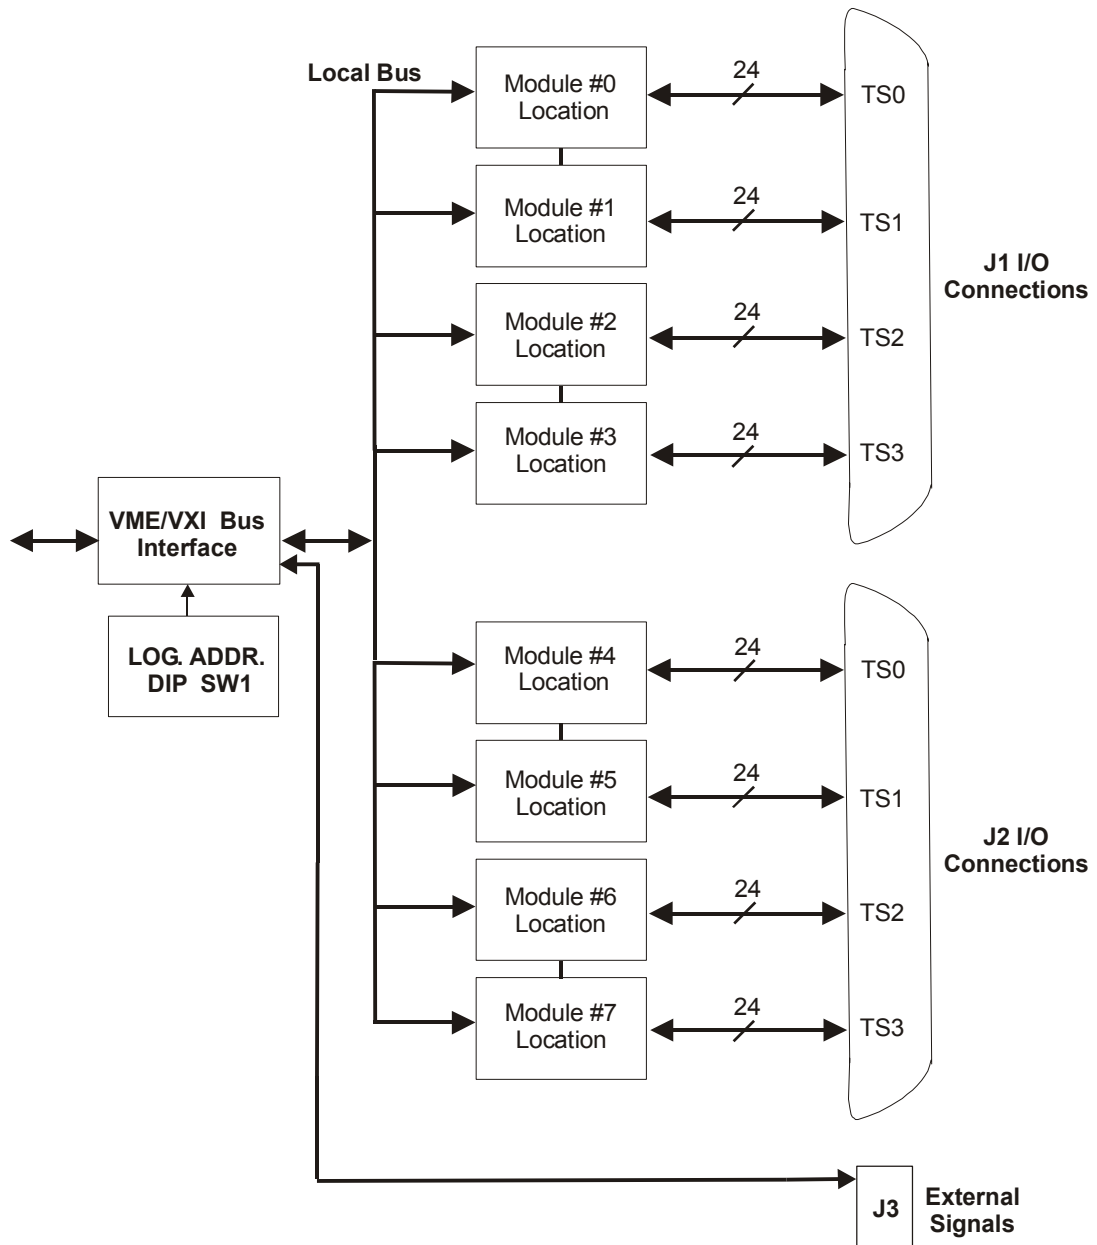 Local Bus
Module #0
Location
24
TS0
Module #1
Location
24
TS1
J1 I/O
Connections
Module #2
Location
24
TS2
Module #3
Location
24
TS3
VME/VXI Bus
Interface
LOG. ADDR.
DIP SW1
Module #4
Location
24
TS0
Module #5
Location
24
TS1
J2 I/O
Connections
Module #6
Location
24
TS2
Module #7
Location
24
TS3
J3
External
Signals